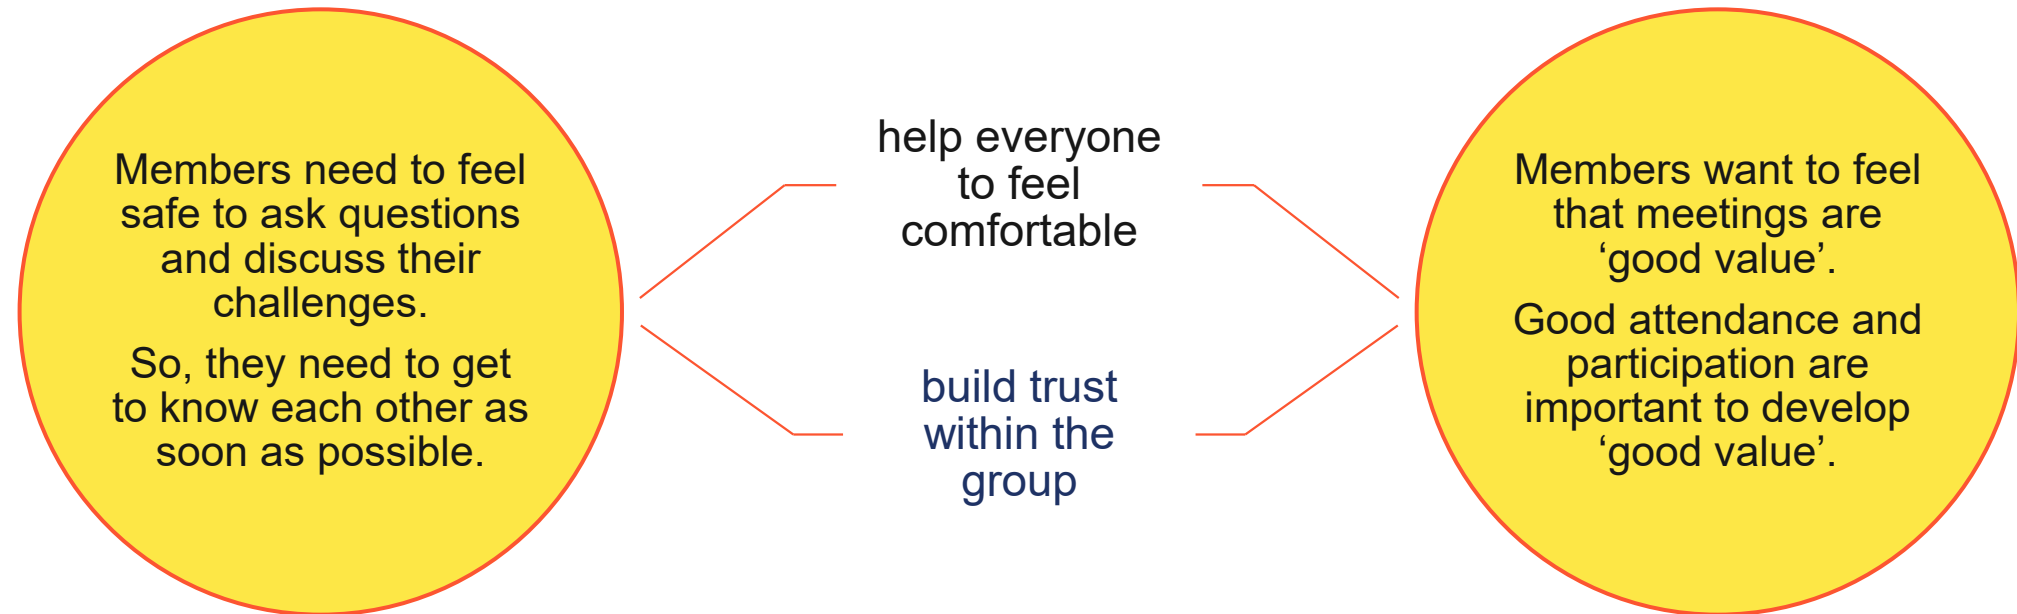 Members need to feel
safe to ask questions
and discuss their
challenges.
So, they need to get
to know each other as
soon as possible.
help everyone
to feel
comfortable
build trust
within the
group
Members want to feel
that meetings are
‘good value’.
Good attendance and
participation are
important to develop
‘good value’.